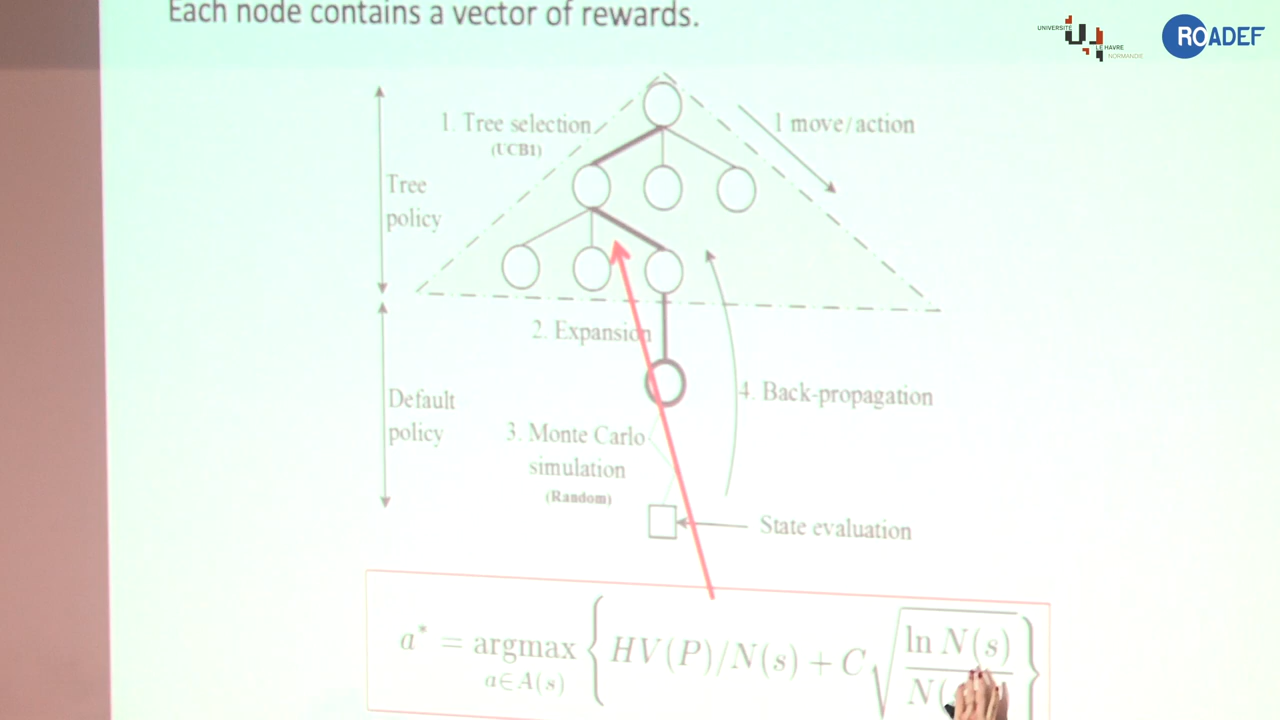 Each node contains a vector of rewards.
UNIVERSITÉ
LE HAVRE
NORMANDIE
ROADEF
1. Tree selection
(UCB1)
1 move/action
Tree
policy
2. Expansion
Default
policy
4. Back-propagation
3. Monte Carlo
simulation
(Random)
State evaluation
a* = argmax { HV(P)/N(s) + C √ ln N(s) }
a∈A(s)
N(